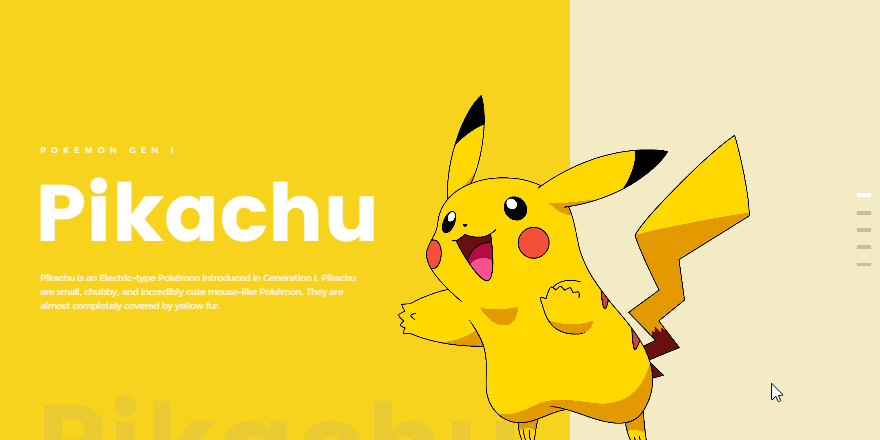 POKEMON GEN I
Pikachu
Pikachu is an Electric-type Pokémon introduced in Generation I. Pikachu
are small, chubby, and incredibly cute mouse-like Pokémon. They are
almost completely covered by yellow fur.
Pikachu